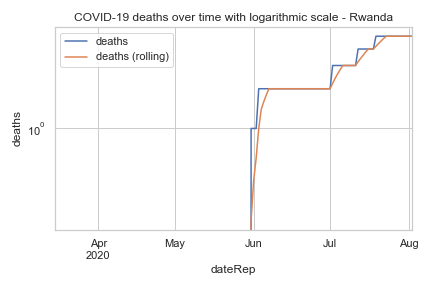 COVID-19 deaths over time with logarithmic scale - Rwanda
deaths
deaths (rolling)
deaths
10⁰
Apr
2020
May
Jun
Jul
Aug
dateRep